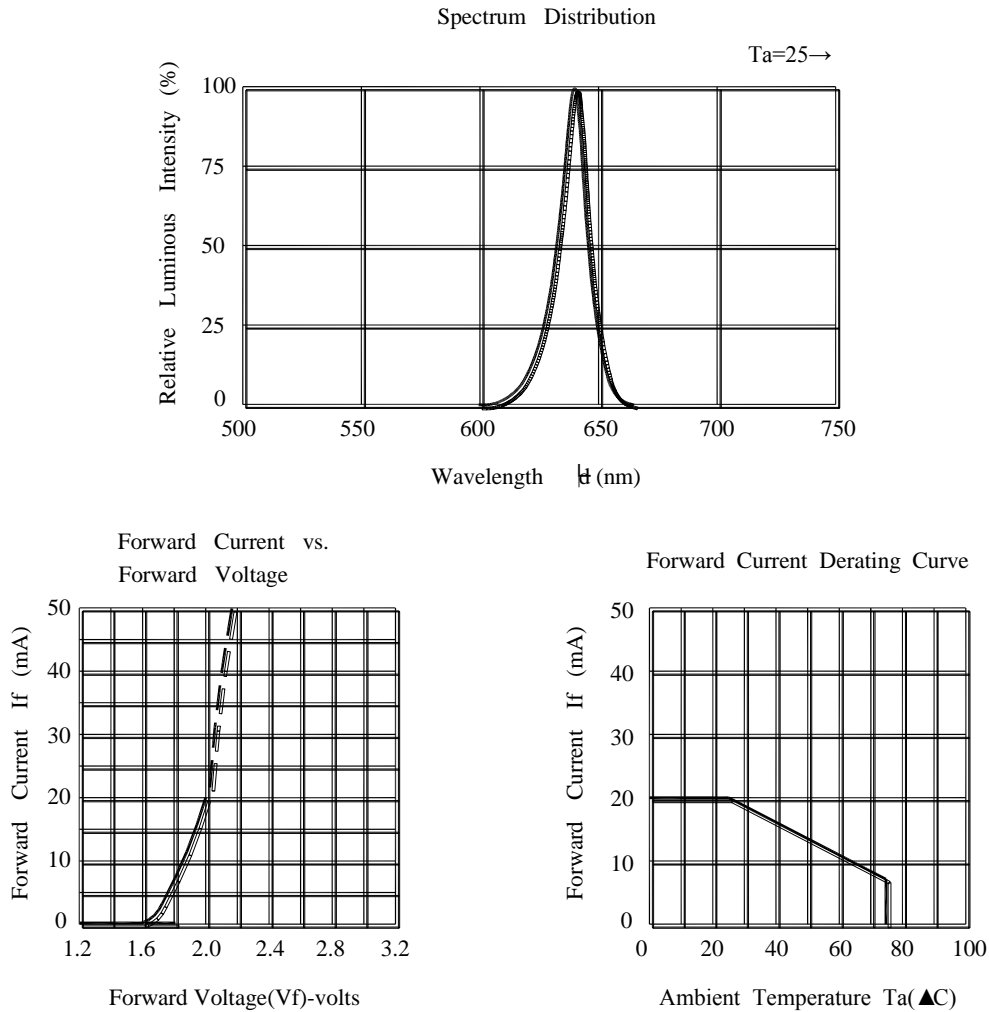 Spectrum Distribution
Ta=25→
Relative Luminous Intensity (%)
100
75
50
25
0
500 550 600 650 700 750
Wavelength (nm)
Forward Current vs.
Forward Voltage
Forward Current If (mA)
50
40
30
20
10
0
1.2 1.6 2.0 2.4 2.8 3.2
Forward Voltage(Vf)-volts
Forward Current Derating Curve
Forward Current If (mA)
50
40
30
20
10
0
0 20 40 60 80 100
Ambient Temperature Ta(▲C)